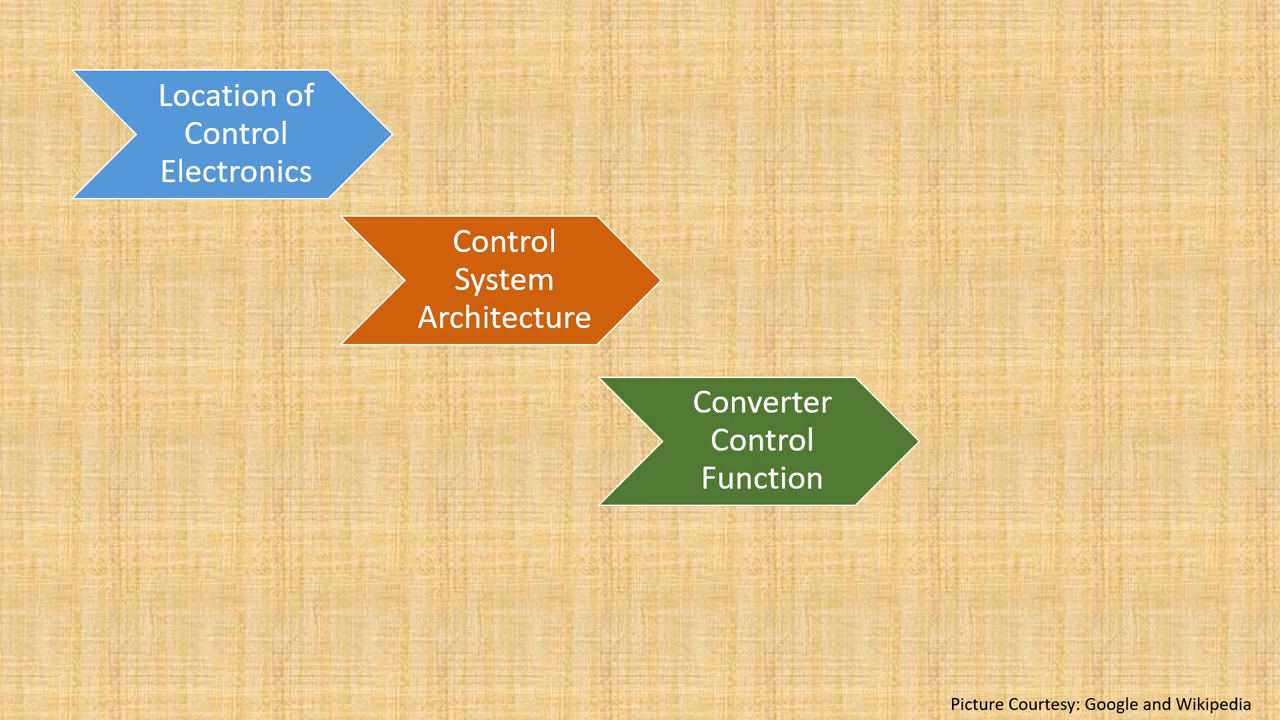 Location of
Control
Electronics
Control
System
Architecture
Converter
Control
Function
Picture Courtesy: Google and Wikipedia